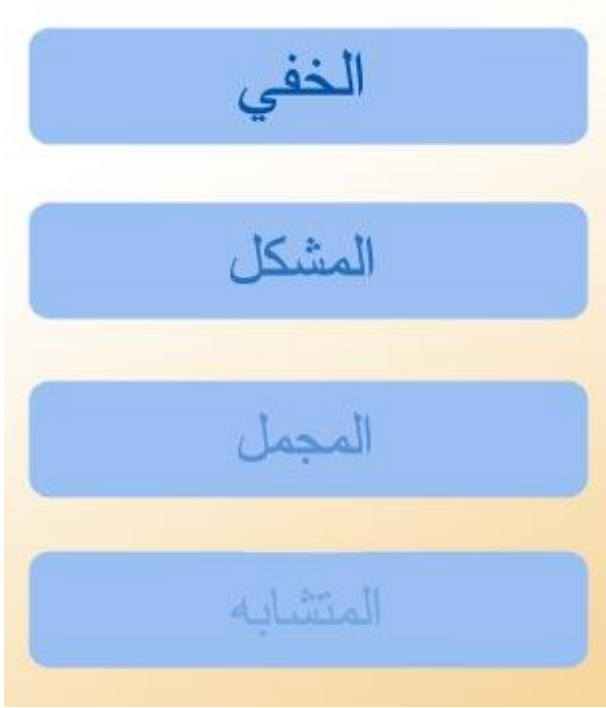 الخفي
المشكل
المجمل
المتشابه